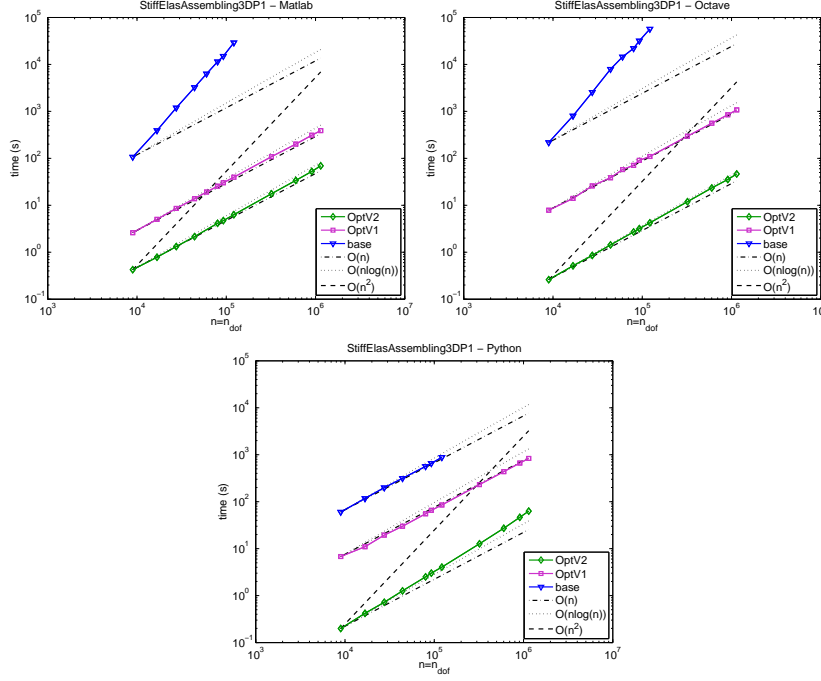 StiffElasAssembling3DP1 − Matlab
10^5
10^4
10^3
10^2
10^1
10^0
10^−1
time (s)
10^3
10^4
10^5
10^6
10^7
n=n_dof
OptV2
OptV1
base
O(n)
O(nlog(n))
O(n^2)
StiffElasAssembling3DP1 − Octave
10^5
10^4
10^3
10^2
10^1
10^0
10^−1
time (s)
10^3
10^4
10^5
10^6
10^7
n=n_dof
OptV2
OptV1
base
O(n)
O(nlog(n))
O(n^2)
StiffElasAssembling3DP1 − Python
10^5
10^4
10^3
10^2
10^1
10^0
10^−1
time (s)
10^3
10^4
10^5
10^6
10^7
n=n_dof
OptV2
OptV1
base
O(n)
O(nlog(n))
O(n^2)